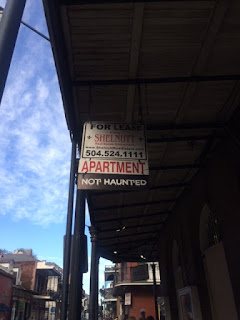 FOR LEASE
SHELNUTT
504.524.1111
APARTMENT
NOT HAUNTED